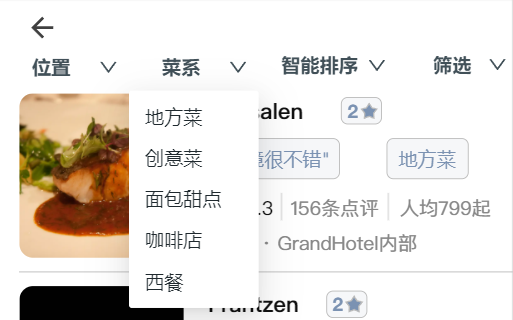 位置 菜系 智能排序 筛选
地方菜
创意菜
面包甜点
咖啡店
西餐
salen 2★
很不错" 地方菜
.3 156条点评 人均799起
· GrandHotel内部
Frantzen 2★